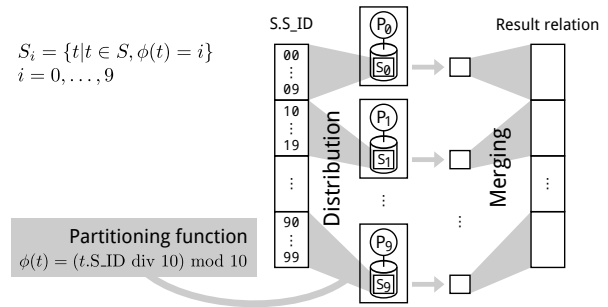 S.S_ID
Result relation
S_i = {t|t ∈ S, ϕ(t) = i}
i = 0, . . . , 9
00
⋮
09
10
⋮
19
⋮
90
⋮
99
Distribution
P0
S0
P1
S1
⋮
P9
S9
⋮
Merging
⋮
Partitioning function
ϕ(t) = (t.S_ID div 10) mod 10